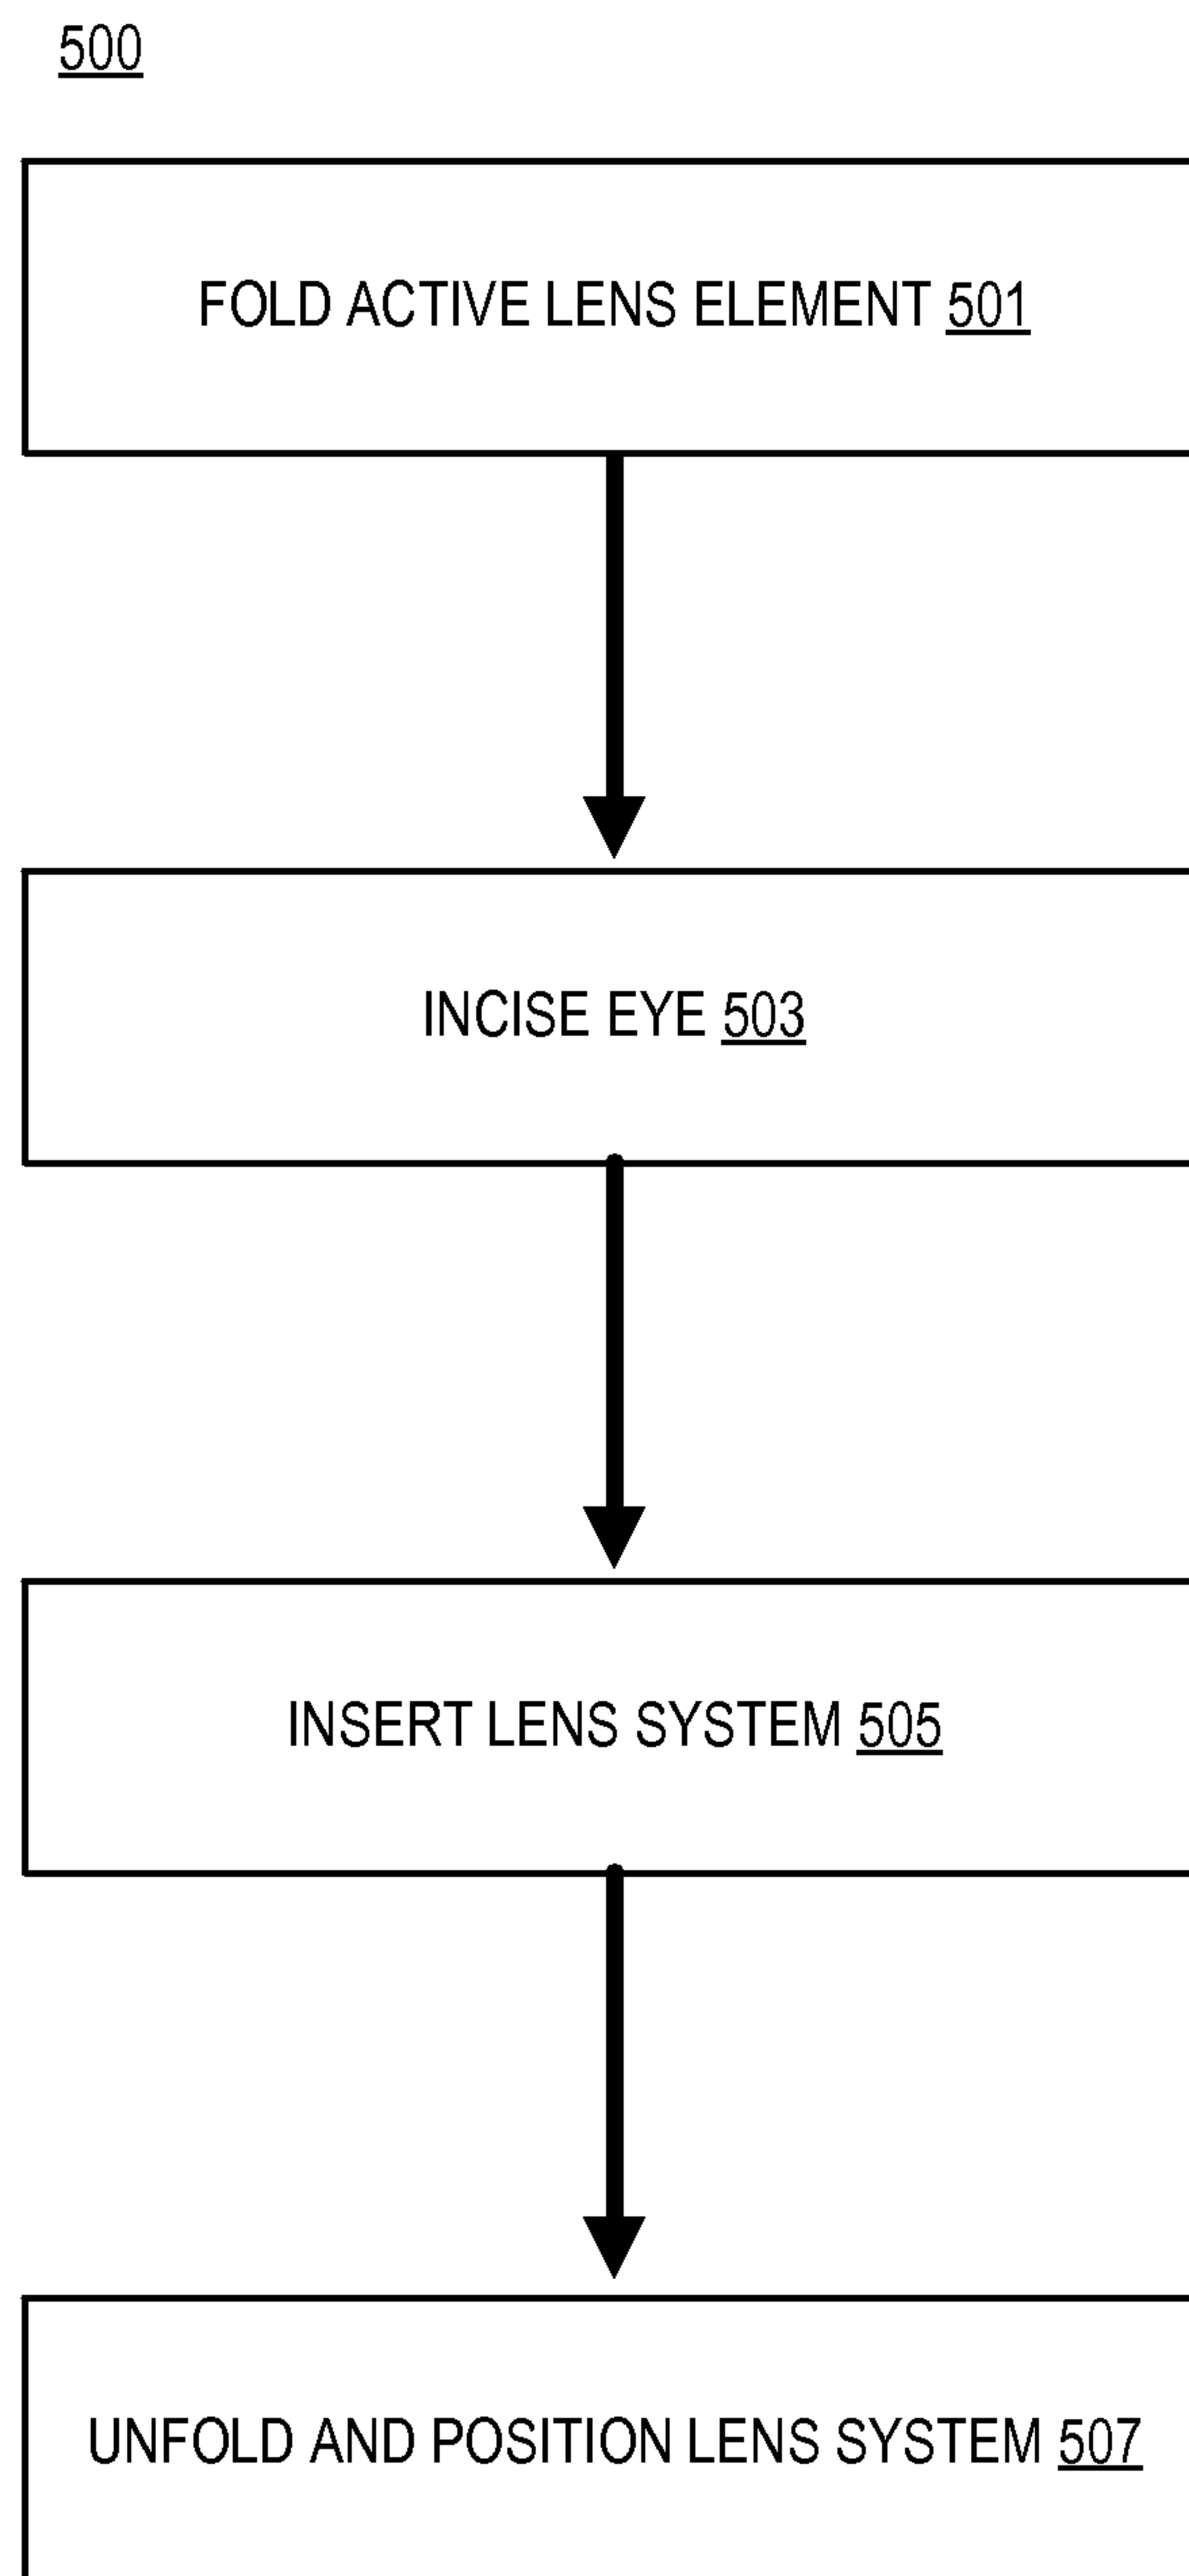 500
FOLD ACTIVE LENS ELEMENT 501
INCISE EYE 503
INSERT LENS SYSTEM 505
UNFOLD AND POSITION LENS SYSTEM 507